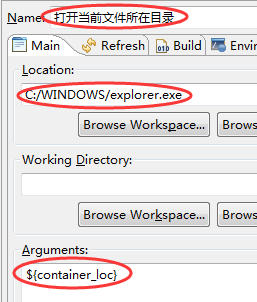 Name: 打开当前文件所在目录
Main Refresh Build Envi
Location:
C:/WINDOWS/explorer.exe
Browse Workspace... Brows
Working Directory:
Browse Workspace... Brows
Arguments:
${container_loc}